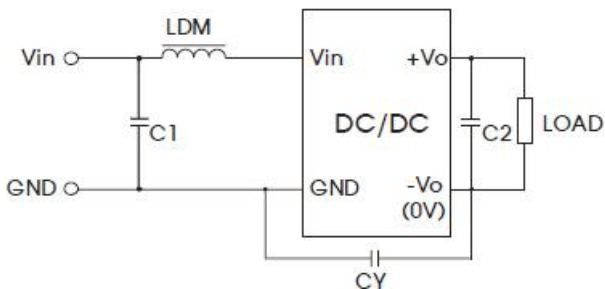 LDM
Vin
Vin
+Vo
C1
DC/DC
C2
LOAD
GND
GND
-Vo
(0V)
CY